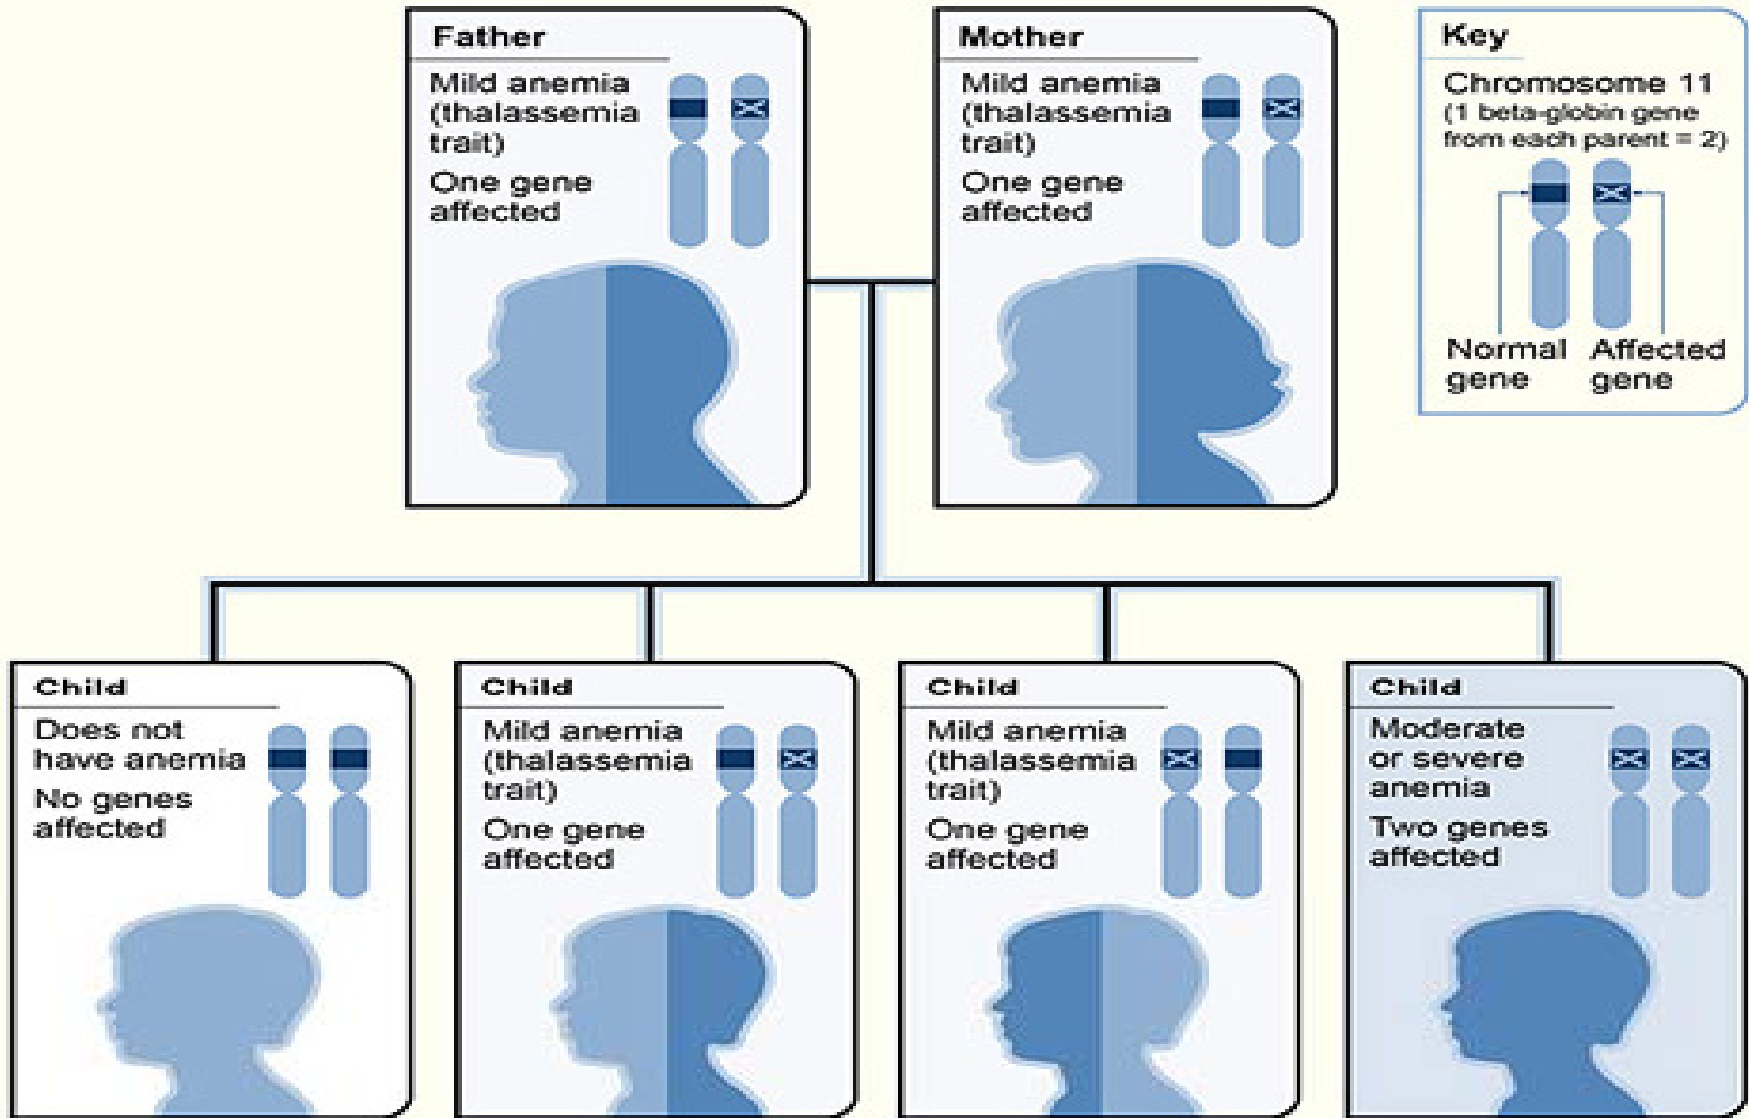 Father
Mild anemia
(thalassemia
trait)
One gene
affected
Mother
Mild anemia
(thalassemia
trait)
One gene
affected
Key
Chromosome 11
(1 beta-globin gene
from each parent = 2)
Normal
gene
Affected
gene
Child
Does not
have anemia
No genes
affected
Child
Mild anemia
(thalassemia
trait)
One gene
affected
Child
Mild anemia
(thalassemia
trait)
One gene
affected
Child
Moderate
or severe
anemia
Two genes
affected